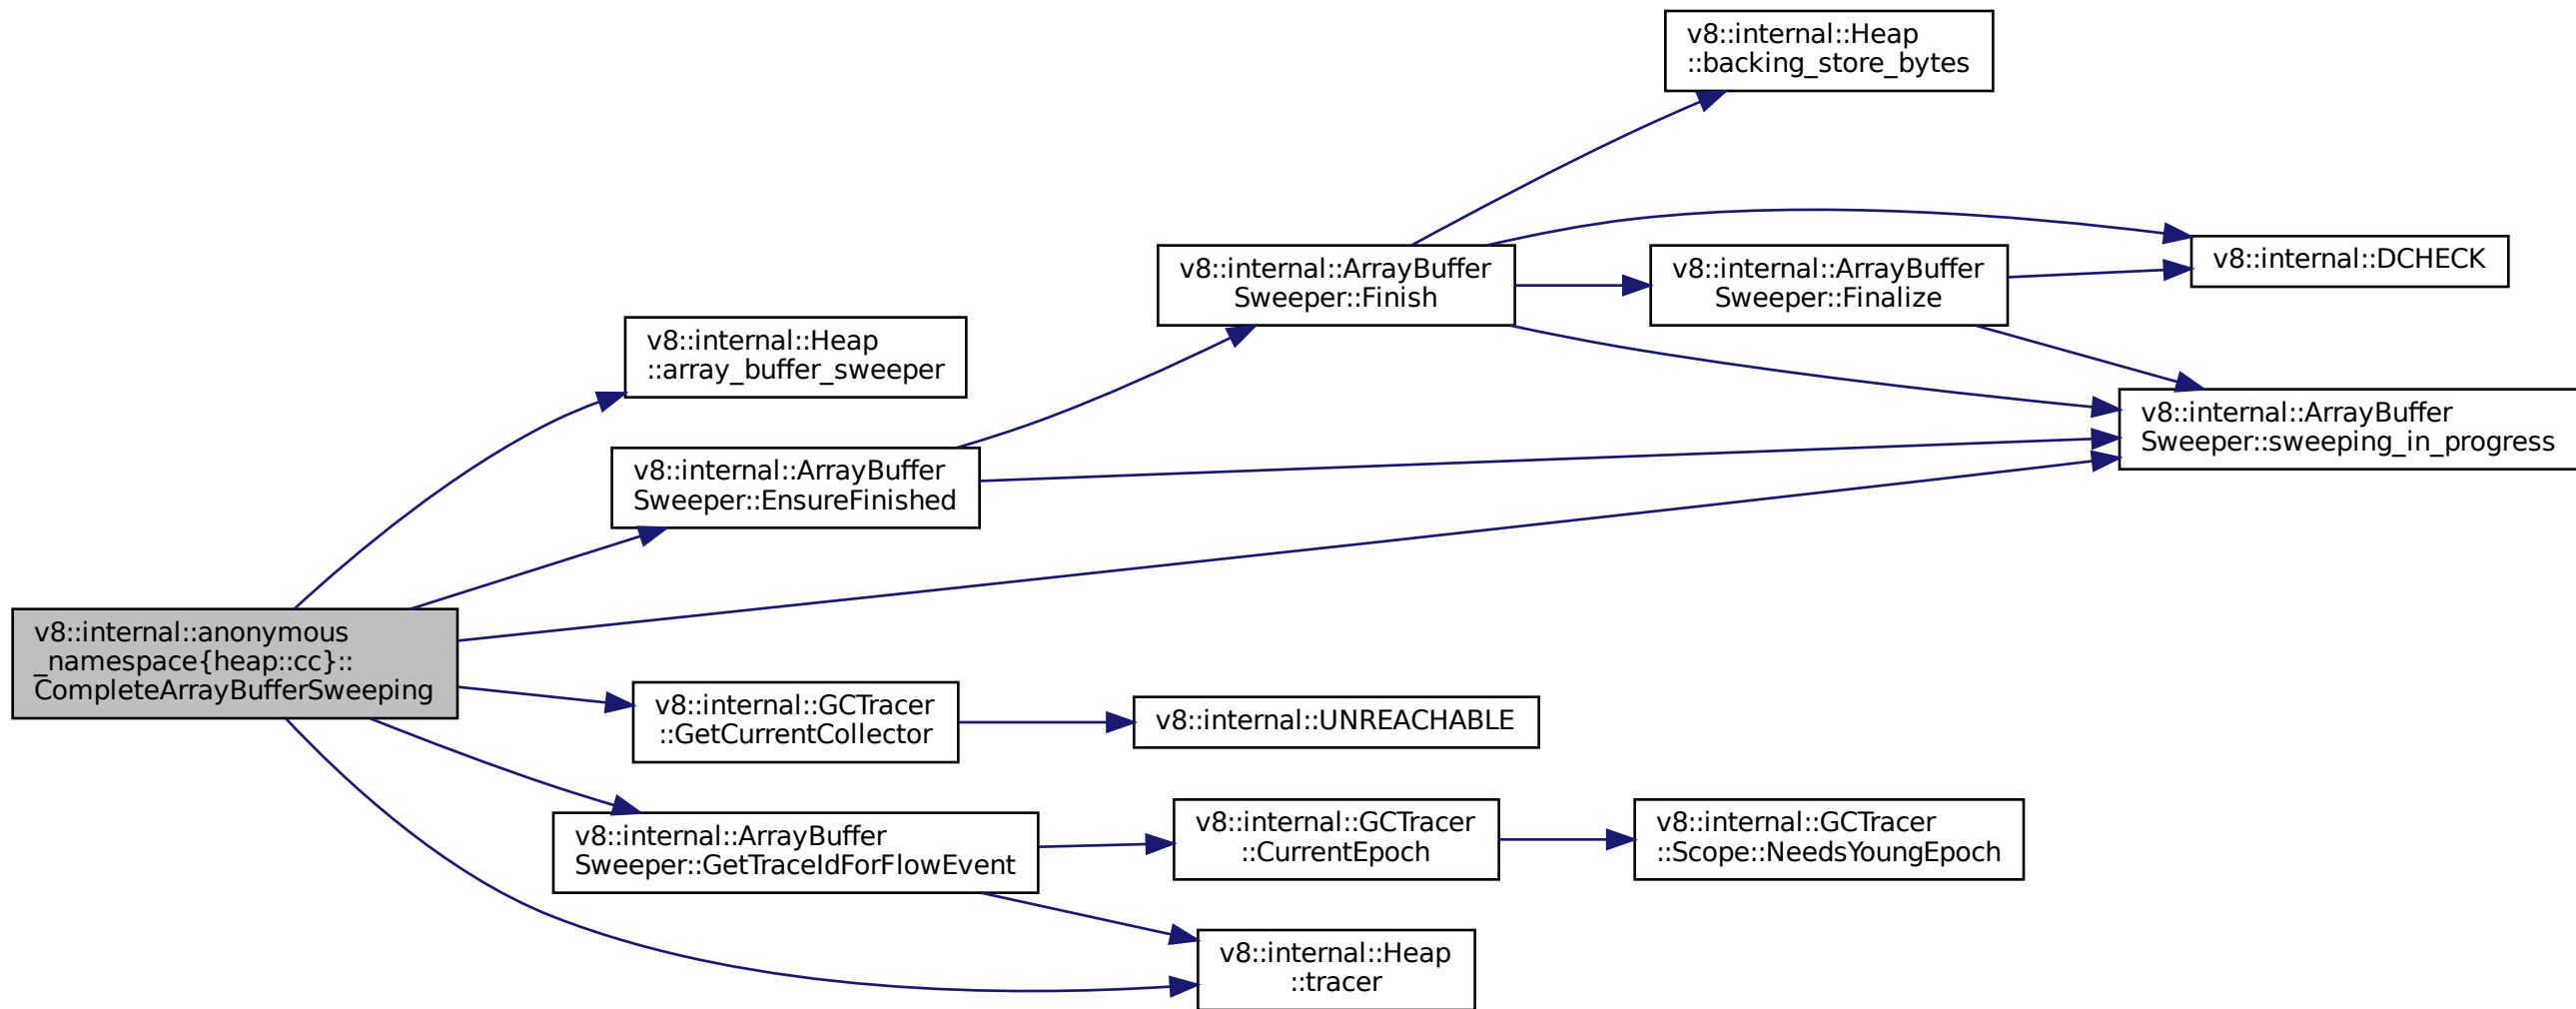 v8::internal::Heap
::backing_store_bytes
v8::internal::ArrayBuffer
Sweeper::Finish
v8::internal::ArrayBuffer
Sweeper::Finalize
v8::internal::DCHECK
v8::internal::Heap
::array_buffer_sweeper
v8::internal::ArrayBuffer
Sweeper::sweeping_in_progress
v8::internal::ArrayBuffer
Sweeper::EnsureFinished
v8::internal::anonymous
_namespace{heap::cc}::
CompleteArrayBufferSweeping
v8::internal::GCTracer
::GetCurrentCollector
v8::internal::UNREACHABLE
v8::internal::ArrayBuffer
Sweeper::GetTraceIdForFlowEvent
v8::internal::GCTracer
::CurrentEpoch
v8::internal::GCTracer
::Scope::NeedsYoungEpoch
v8::internal::Heap
::tracer